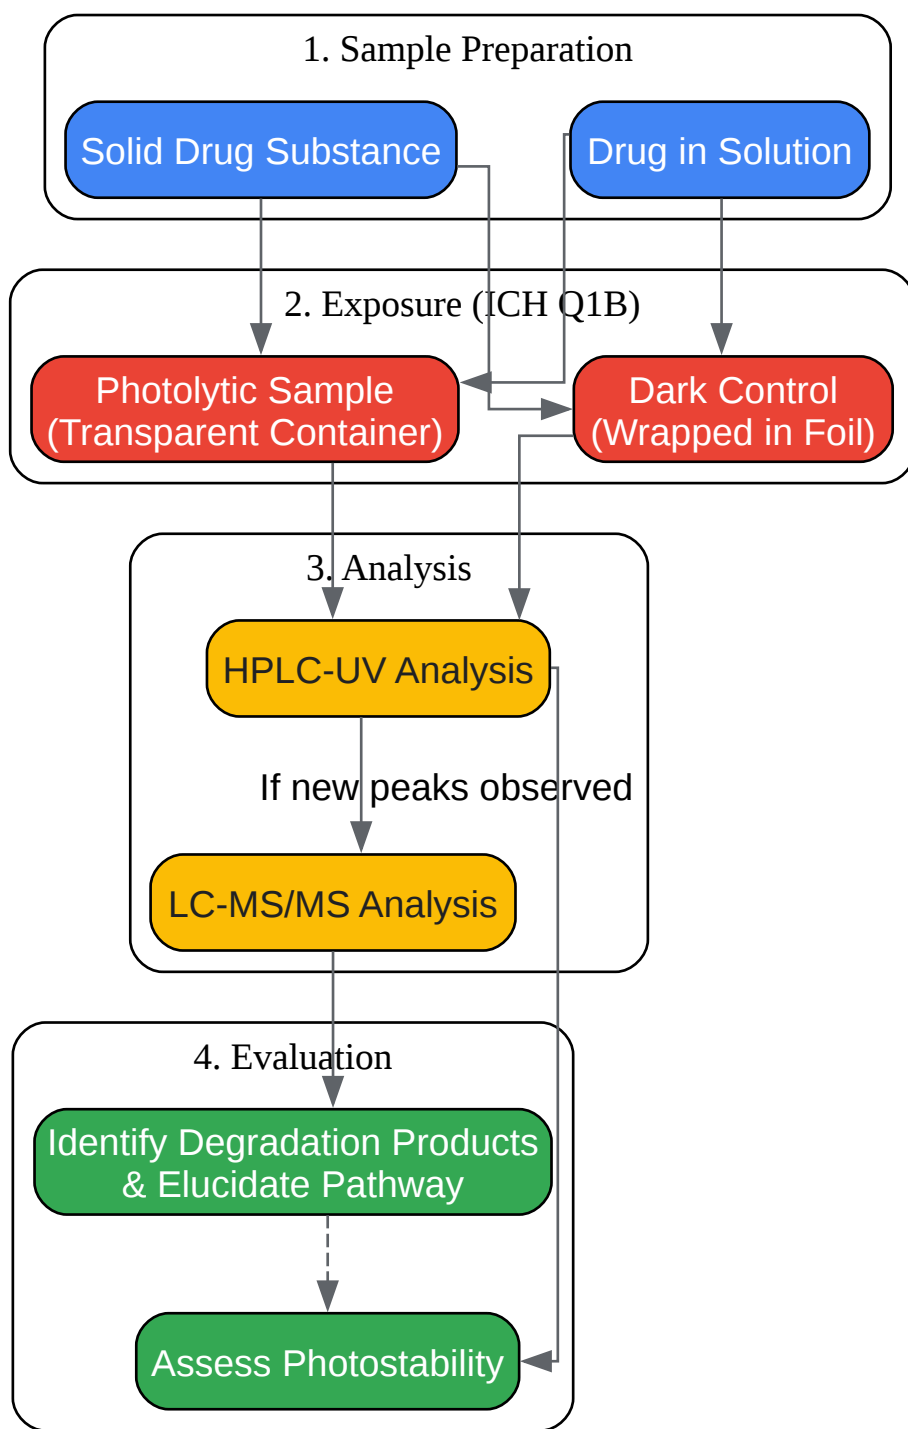 1. Sample Preparation
Solid Drug Substance
Drug in Solution
2. Exposure (ICH Q1B)
Photolytic Sample
(Transparent Container)
Dark Control
(Wrapped in Foil)
3. Analysis
HPLC-UV Analysis
If new peaks observed
LC-MS/MS Analysis
4. Evaluation
Identify Degradation Products
& Elucidate Pathway
Assess Photostability